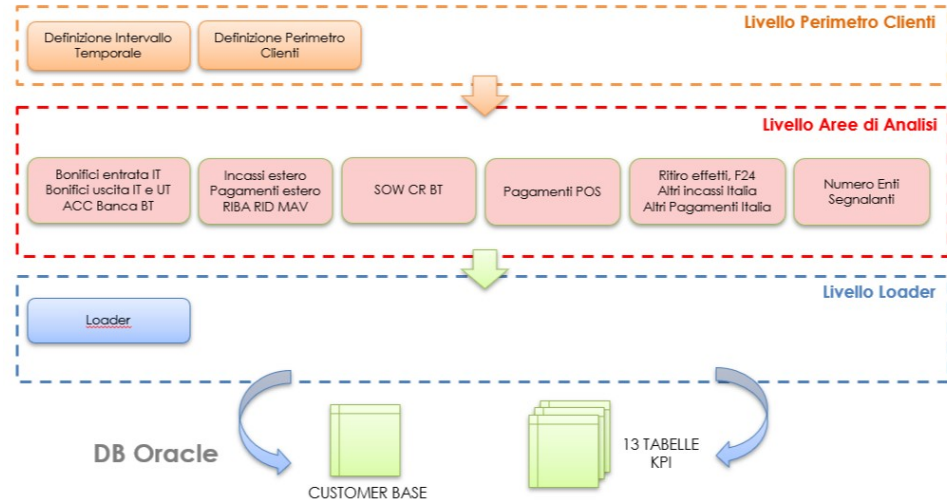 Livello Perimetro Clienti
Definizione Intervallo
Temporale
Definizione Perimetro
Clienti
Livello Aree di Analisi
Bonifici entrata IT
Bonifici uscita IT e UT
ACC Banca BT
Incassi estero
Pagamenti estero
RIBA RID MAV
SOW CR BT
Pagamenti POS
Ritiro effetti, F24
Altri incassi Italia
Altri Pagamenti Italia
Numero Enti
Segnalanti
Livello Loader
Loader
DB Oracle
CUSTOMER BASE
13 TABELLE
KPI